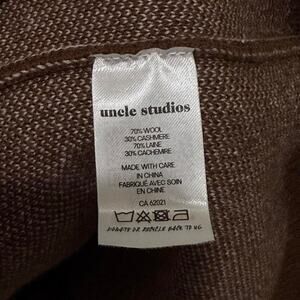 uncle studios
70% WOOL
30% CASHMERE
70% LAINE
30% CACHEMIRE
MADE WITH CARE
IN CHINA
FABRIQUÉ AVEC SOIN
EN CHINE
CA 62021
DONATE OR RECYCLE BACK TO US